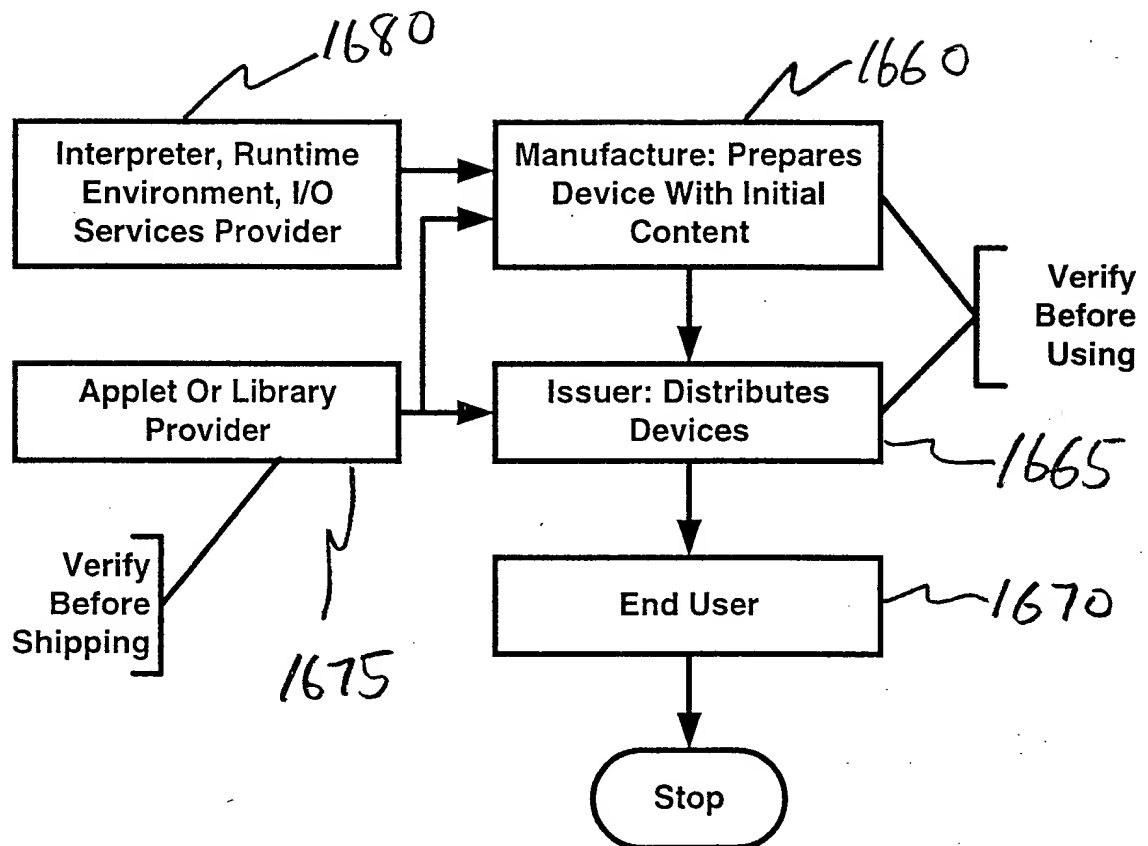 1680
1660
Interpreter, Runtime
Environment, I/O
Services Provider
Manufacture: Prepares
Device With Initial
Content
Verify
Before
Using
Applet Or Library
Provider
Issuer: Distributes
Devices
1665
Verify
Before
Shipping
1675
End User
1670
Stop